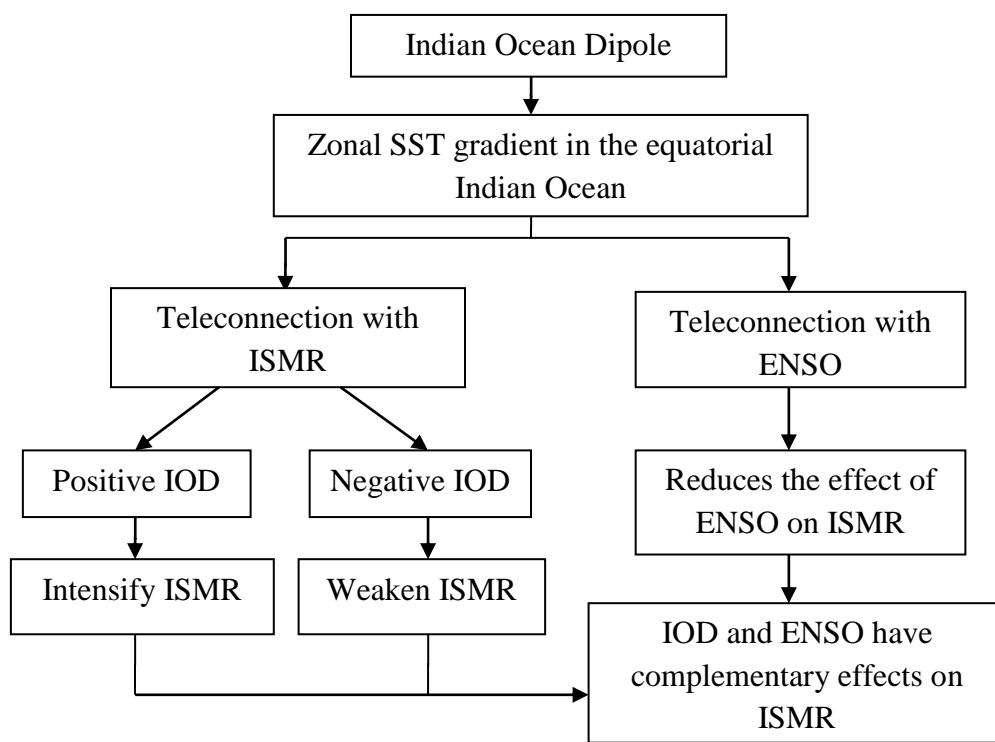 Indian Ocean Dipole
Zonal SST gradient in the equatorial
Indian Ocean
Teleconnection with
ISMR
Teleconnection with
ENSO
Positive IOD
Negative IOD
Reduces the effect of
ENSO on ISMR
Intensify ISMR
Weaken ISMR
IOD and ENSO have
complementary effects on
ISMR